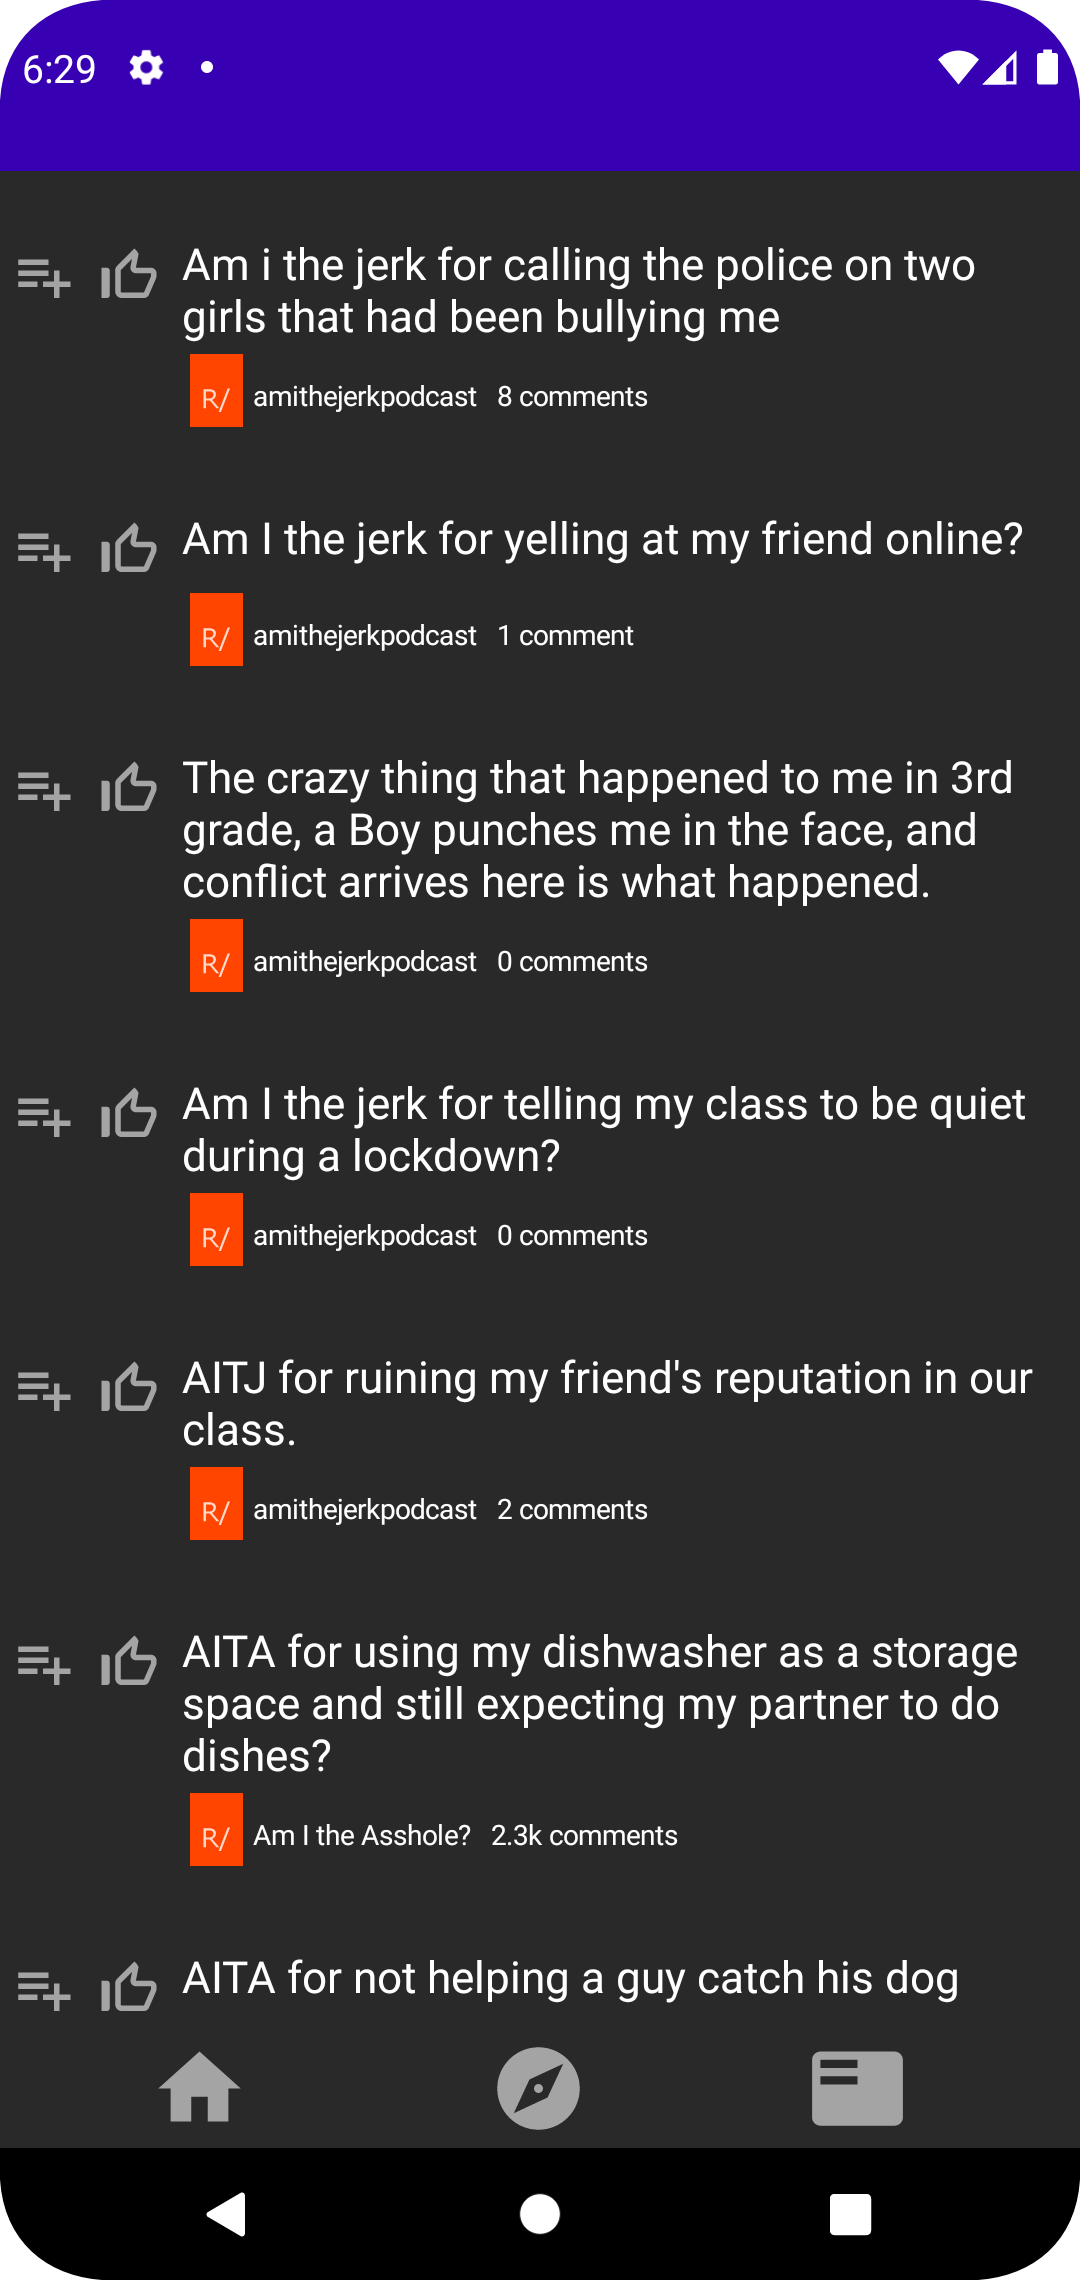 6:29
Am i the jerk for calling the police on two
girls that had been bullying me
R/ amithejerkpodcast 8 comments
Am I the jerk for yelling at my friend online?
R/ amithejerkpodcast 1 comment
The crazy thing that happened to me in 3rd
grade, a Boy punches me in the face, and
conflict arrives here is what happened.
R/ amithejerkpodcast 0 comments
Am I the jerk for telling my class to be quiet
during a lockdown?
R/ amithejerkpodcast 0 comments
AITJ for ruining my friend's reputation in our
class.
R/ amithejerkpodcast 2 comments
AITA for using my dishwasher as a storage
space and still expecting my partner to do
dishes?
R/ Am I the Asshole? 2.3k comments
AITA for not helping a guy catch his dog